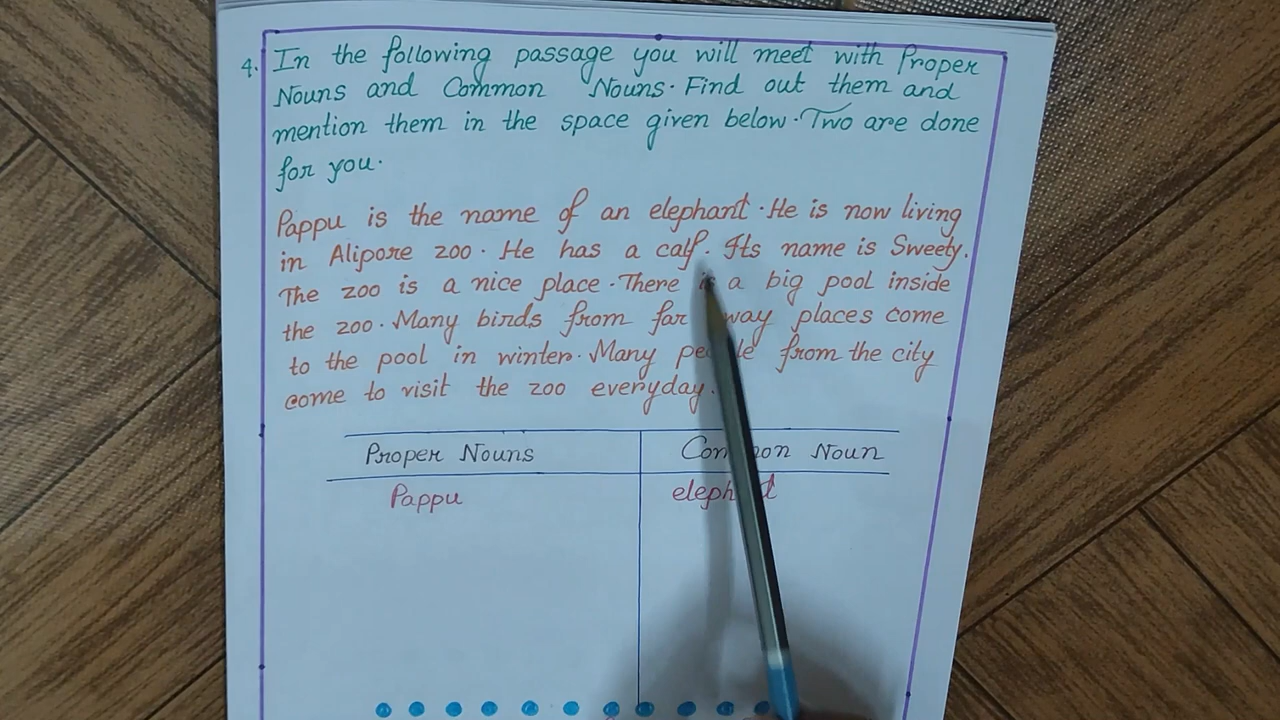 4. In the following passage you will meet with Proper
Nouns and Common Nouns. Find out them and
mention them in the space given below. Two are done
for you.
Pappu is the name of an elephant. He is now living
in Alipore zoo. He has a calf. Its name is Sweety.
The zoo is a nice place. There is a big pool inside
the zoo. Many birds from far way places come
to the pool in winter. Many people from the city
come to visit the zoo everyday.
Proper Nouns Common Noun
Pappu elephant